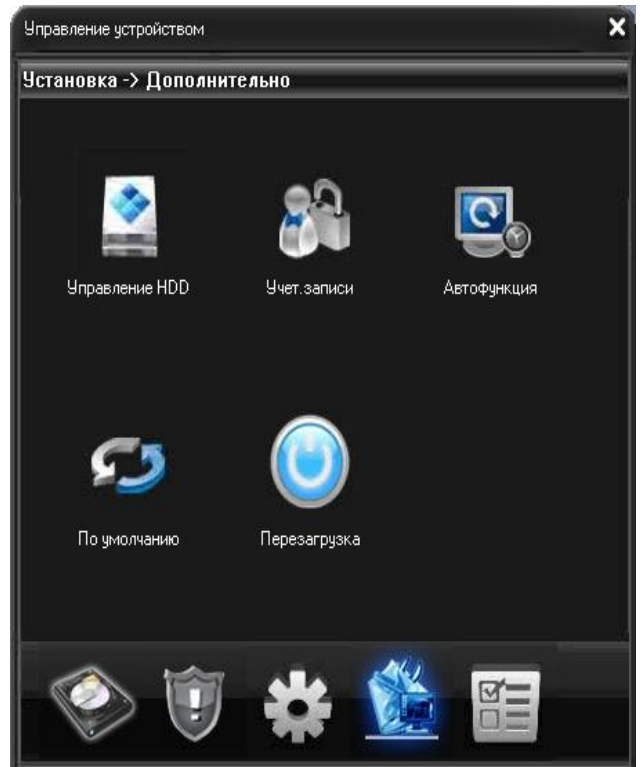 Управление устройством
Установка -> Дополнительно
Управление HDD
Учет.записи
Автофункция
По умолчанию
Перезагрузка